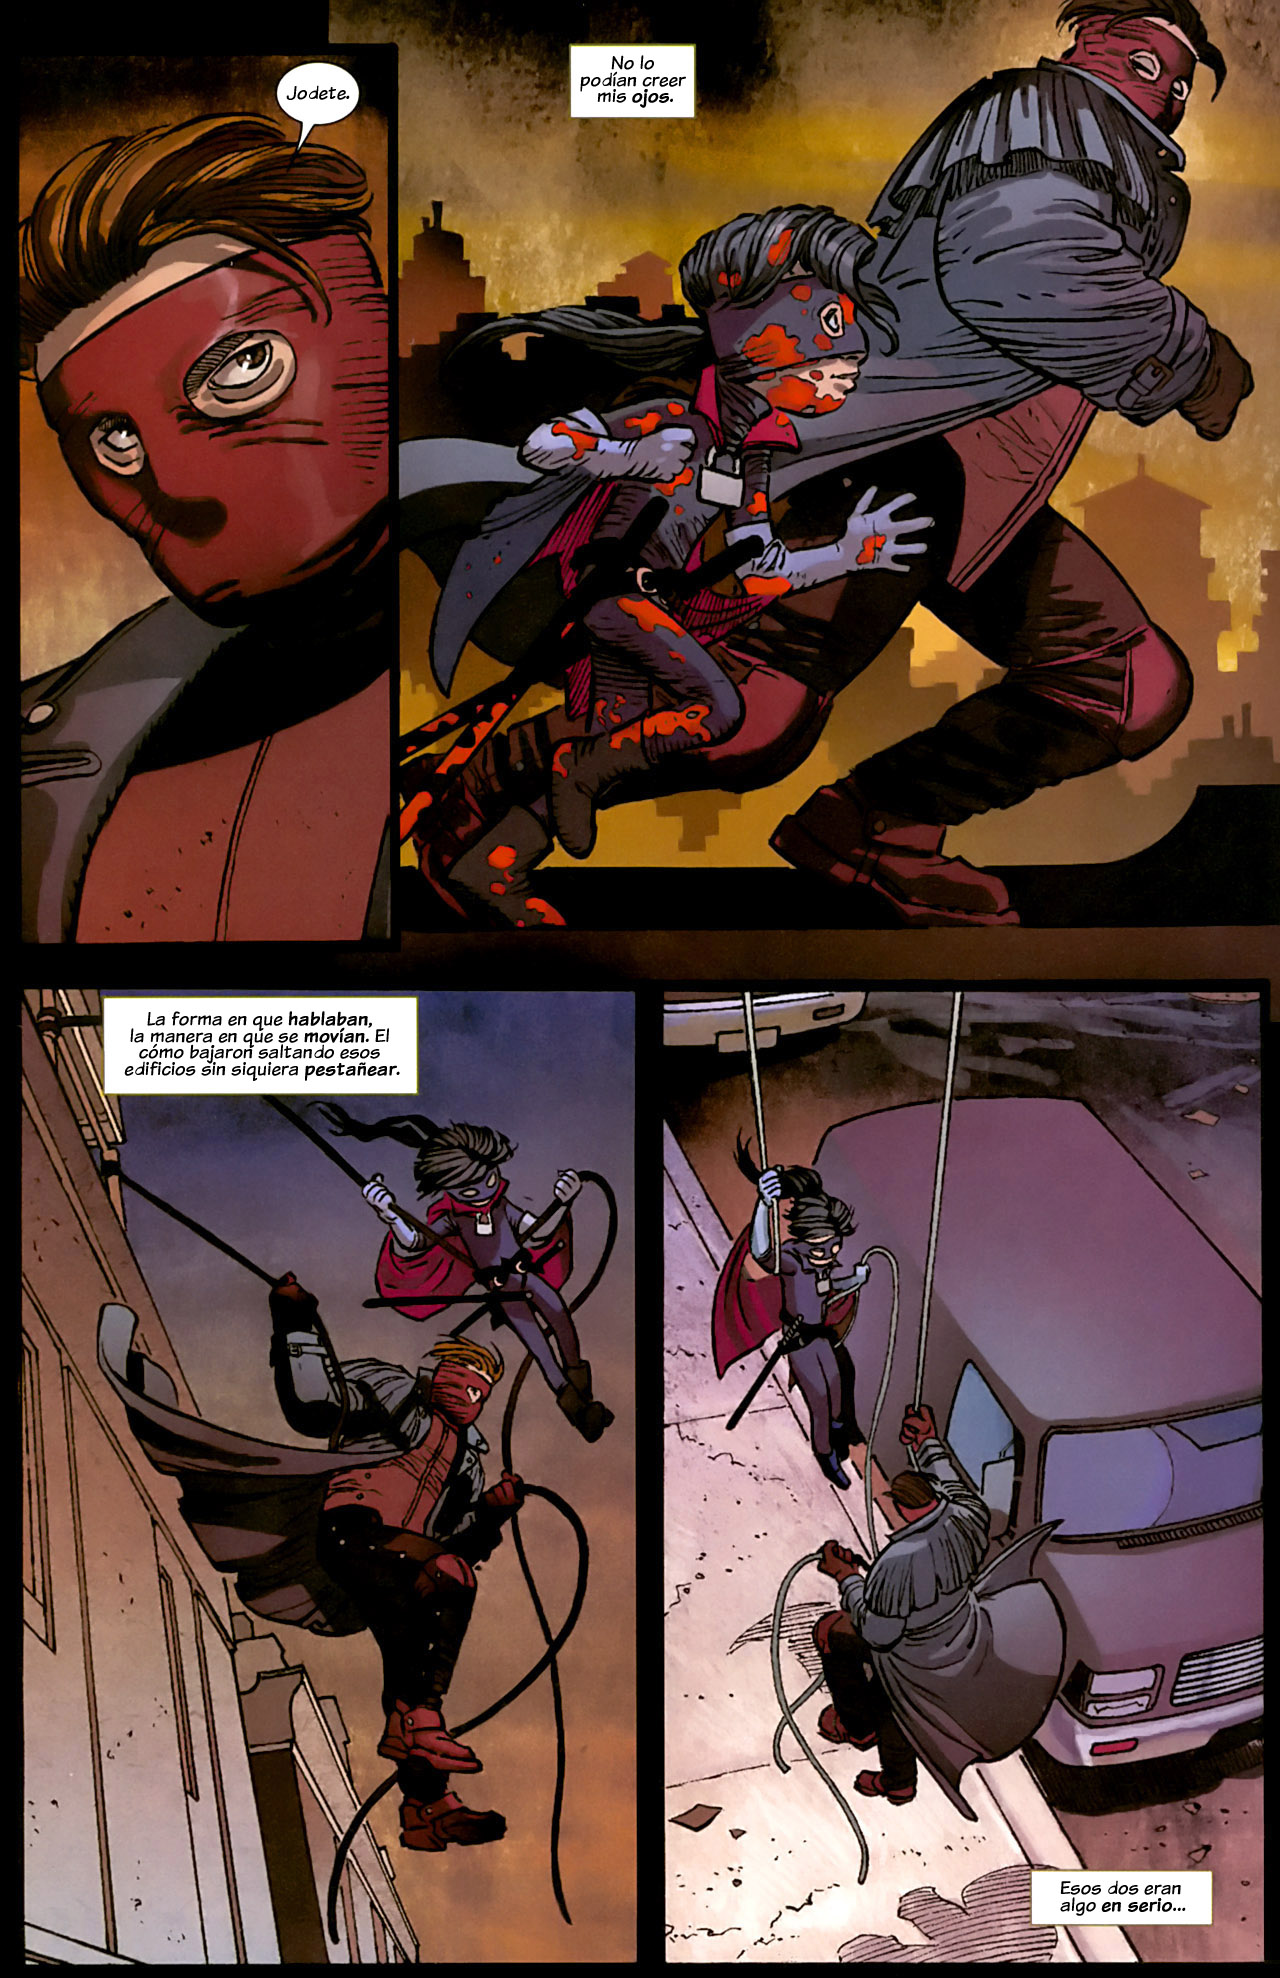 Jodete.
No lo
podían creer
mis ojos.
La forma en que hablaban,
la manera en que se movían. El
cómo bajaron saltando esos
edificios sin siquiera pestañear.
Esos dos eran
algo en serio...